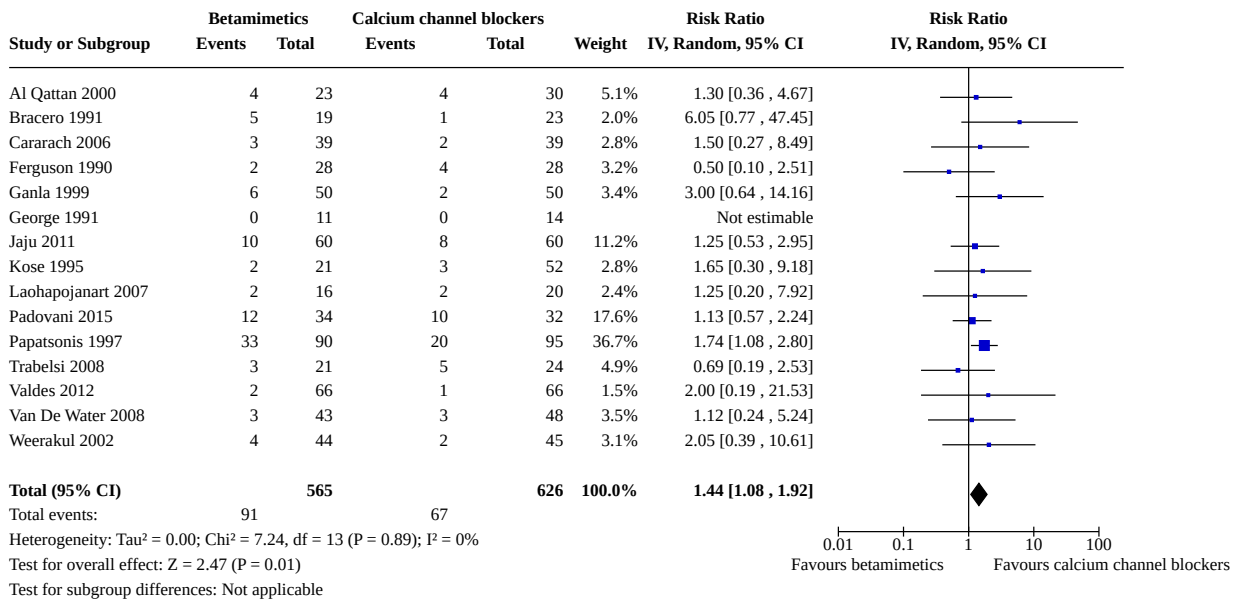 Betamimetics Calcium channel blockers Risk Ratio Risk Ratio
Study or Subgroup Events Total Events Total Weight IV, Random, 95% CI IV, Random, 95% CI
Al Qattan 2000 4 23 4 30 5.1% 1.30 [0.36 , 4.67]
Bracero 1991 5 19 1 23 2.0% 6.05 [0.77 , 47.45]
Cararach 2006 3 39 2 39 2.8% 1.50 [0.27 , 8.49]
Ferguson 1990 2 28 4 28 3.2% 0.50 [0.10 , 2.51]
Ganla 1999 6 50 2 50 3.4% 3.00 [0.64 , 14.16]
George 1991 0 11 0 14 Not estimable
Jaju 2011 10 60 8 60 11.2% 1.25 [0.53 , 2.95]
Kose 1995 2 21 3 52 2.8% 1.65 [0.30 , 9.18]
Laohapojanart 2007 2 16 2 20 2.4% 1.25 [0.20 , 7.92]
Padovani 2015 12 34 10 32 17.6% 1.13 [0.57 , 2.24]
Papatsonis 1997 33 90 20 95 36.7% 1.74 [1.08 , 2.80]
Trabelsi 2008 3 21 5 24 4.9% 0.69 [0.19 , 2.53]
Valdes 2012 2 66 1 66 1.5% 2.00 [0.19 , 21.53]
Van De Water 2008 3 43 3 48 3.5% 1.12 [0.24 , 5.24]
Weerakul 2002 4 44 2 45 3.1% 2.05 [0.39 , 10.61]
Total (95% CI) 565 626 100.0% 1.44 [1.08 , 1.92]
Total events: 91 67
Heterogeneity: Tau² = 0.00; Chi² = 7.24, df = 13 (P = 0.89); I² = 0%
0.01 0.1 1 10 100
Test for overall effect: Z = 2.47 (P = 0.01) Favours betamimetics Favours calcium channel blockers
Test for subgroup differences: Not applicable